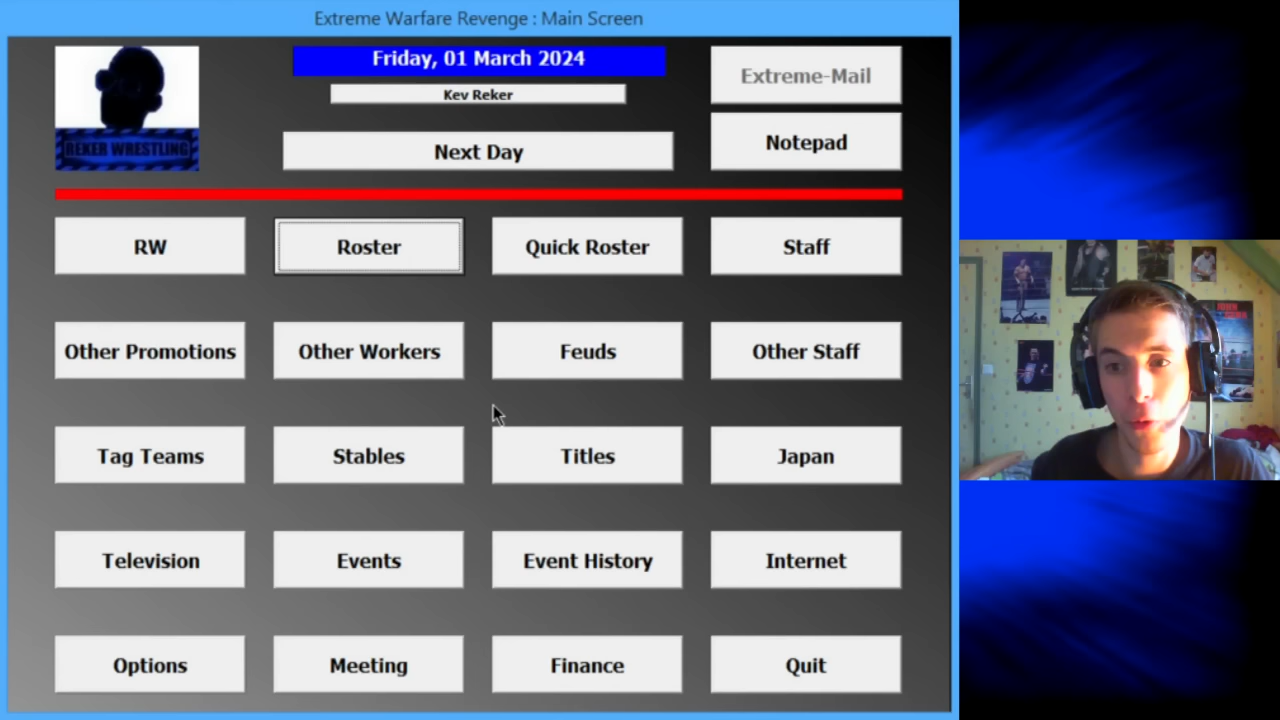 Extreme Warfare Revenge : Main Screen
REKER WRESTLING
Friday, 01 March 2024
Kev Reker
Next Day
Extreme-Mail
Notepad
RW
Roster
Quick Roster
Staff
Other Promotions
Other Workers
Feuds
Other Staff
Tag Teams
Stables
Titles
Japan
Television
Events
Event History
Internet
Options
Meeting
Finance
Quit